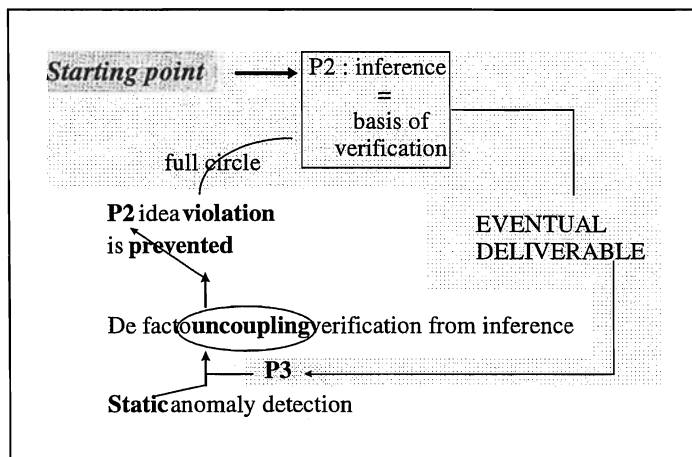 Starting point
P2 : inference
=
basis of
verification
full circle
P2 idea violation
is prevented
EVENTUAL
DELIVERABLE
De facto uncoupling verification from inference
P3
Static anomaly detection